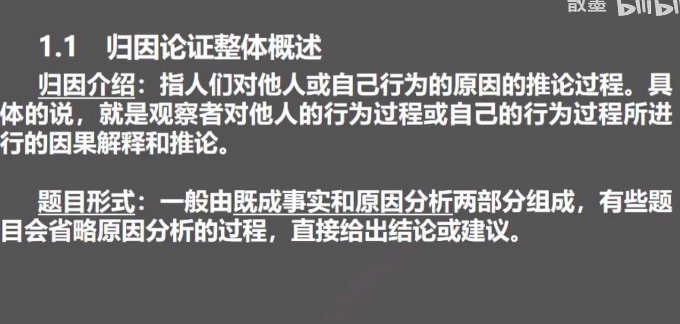 散墨 bilibili
1.1 归因论证整体概述
归因介绍：指人们对他人或自己行为的原因的推论过程。具
体的说，就是观察者对他人的行为过程或自己的行为过程所进
行的因果解释和推论。
题目形式：一般由既成事实和原因分析两部分组成，有些题
目会省略原因分析的过程，直接给出结论或建议。